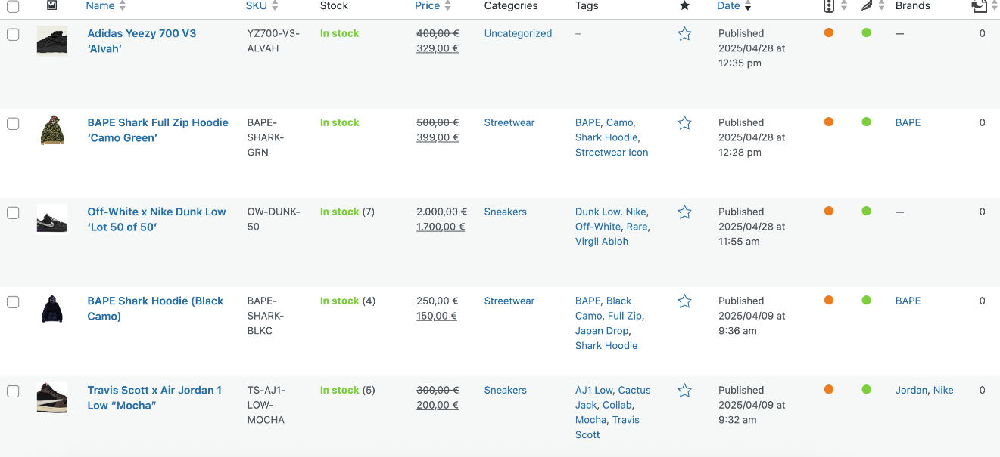 Name SKU Stock Price Categories Tags Date Brands
Adidas Yeezy 700 V3 YZ700-V3- In stock 400,00 € Uncategorized – Published — 0
‘Alvah’ ALVAH 329,00 € 2025/04/28 at
12:35 pm
BAPE Shark Full Zip Hoodie BAPE- In stock 500,00 € Streetwear BAPE, Camo, Published BAPE 0
‘Camo Green’ SHARK- 399,00 € Shark Hoodie, 2025/04/28 at
GRN Streetwear Icon 12:28 pm
Off-White x Nike Dunk Low OW-DUNK- In stock (7) 2.000,00 € Sneakers Dunk Low, Nike, Published — 0
‘Lot 50 of 50’ 50 1.700,00 € Off-White, Rare, 2025/04/28 at
Virgil Abloh 11:55 am
BAPE Shark Hoodie (Black BAPE- In stock (4) 250,00 € Streetwear BAPE, Black Published BAPE 0
Camo) SHARK- 150,00 € Camo, Full Zip, 2025/04/09 at
BLKC Japan Drop, 9:36 am
Shark Hoodie
Travis Scott x Air Jordan 1 TS-AJ1- In stock (5) 300,00 € Sneakers AJ1 Low, Cactus Published Jordan, Nike 0
Low “Mocha” LOW- 200,00 € Jack, Collab, 2025/04/09 at
MOCHA Mocha, Travis 9:32 am
Scott